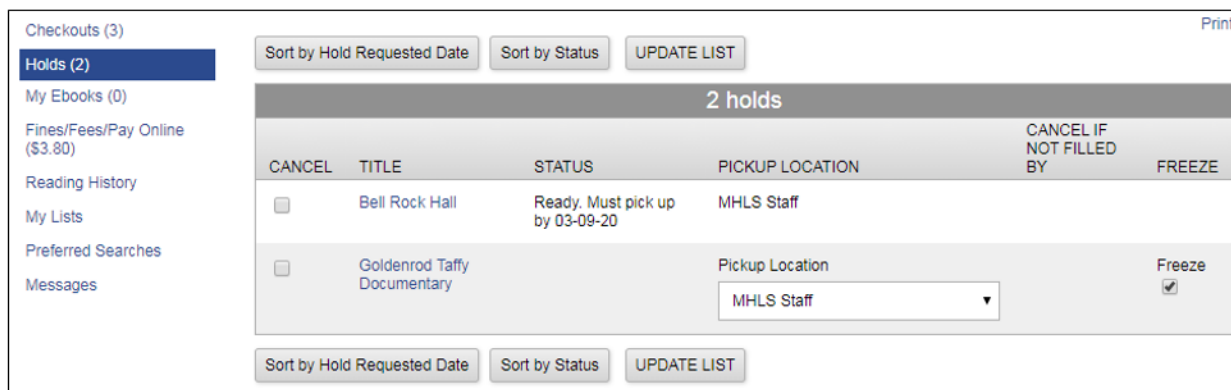 Checkouts (3)
Holds (2)
My Ebooks (0)
Fines/Fees/Pay Online
($3.80)
Reading History
My Lists
Preferred Searches
Messages
Print
Sort by Hold Requested Date Sort by Status UPDATE LIST
2 holds
CANCEL TITLE STATUS PICKUP LOCATION CANCEL IF
NOT FILLED
BY FREEZE
Bell Rock Hall Ready. Must pick up
by 03-09-20 MHLS Staff
Goldenrod Taffy
Documentary Pickup Location
MHLS Staff Freeze
Sort by Hold Requested Date Sort by Status UPDATE LIST